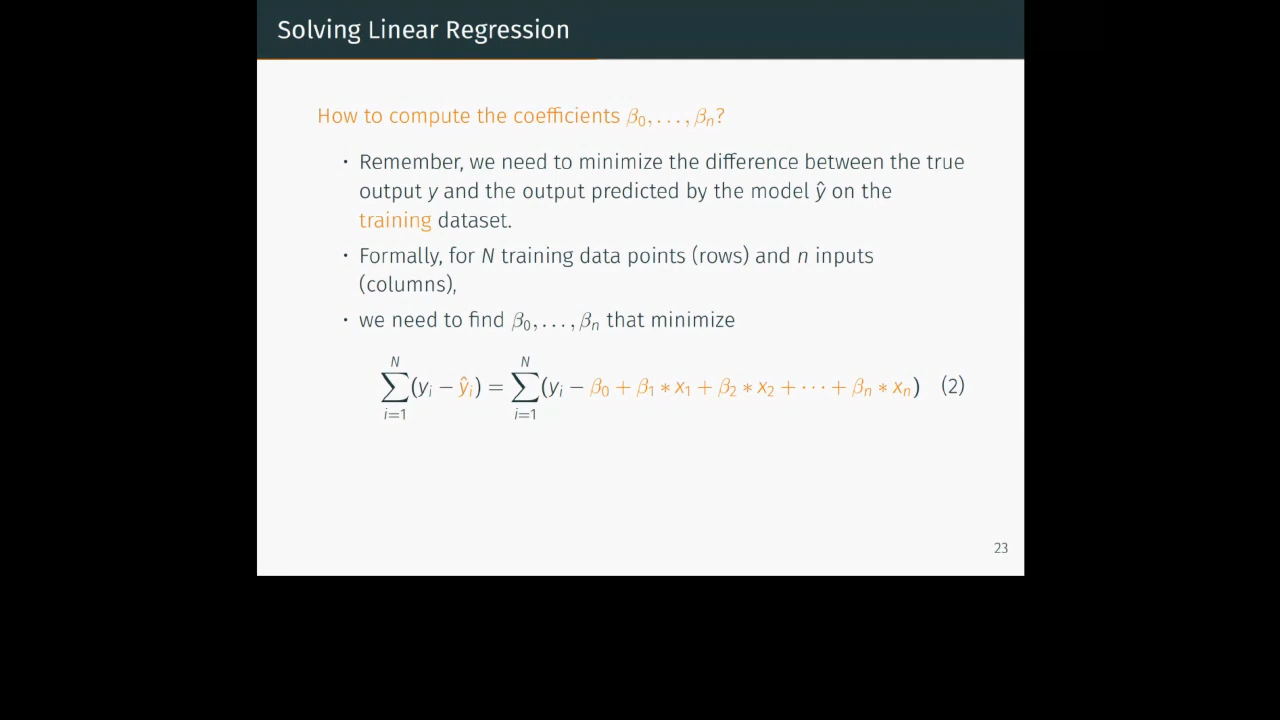 Solving Linear Regression
How to compute the coefficients β₀, . . . , βₙ?
· Remember, we need to minimize the difference between the true
output y and the output predicted by the model ŷ on the
training dataset.
· Formally, for N training data points (rows) and n inputs
(columns),
· we need to find β₀, . . . , βₙ that minimize
∑_{i=1}^{N} (yᵢ − ŷᵢ) = ∑_{i=1}^{N} (yᵢ − β₀ + β₁ ∗ x₁ + β₂ ∗ x₂ + · · · + βₙ ∗ xₙ) (2)
23